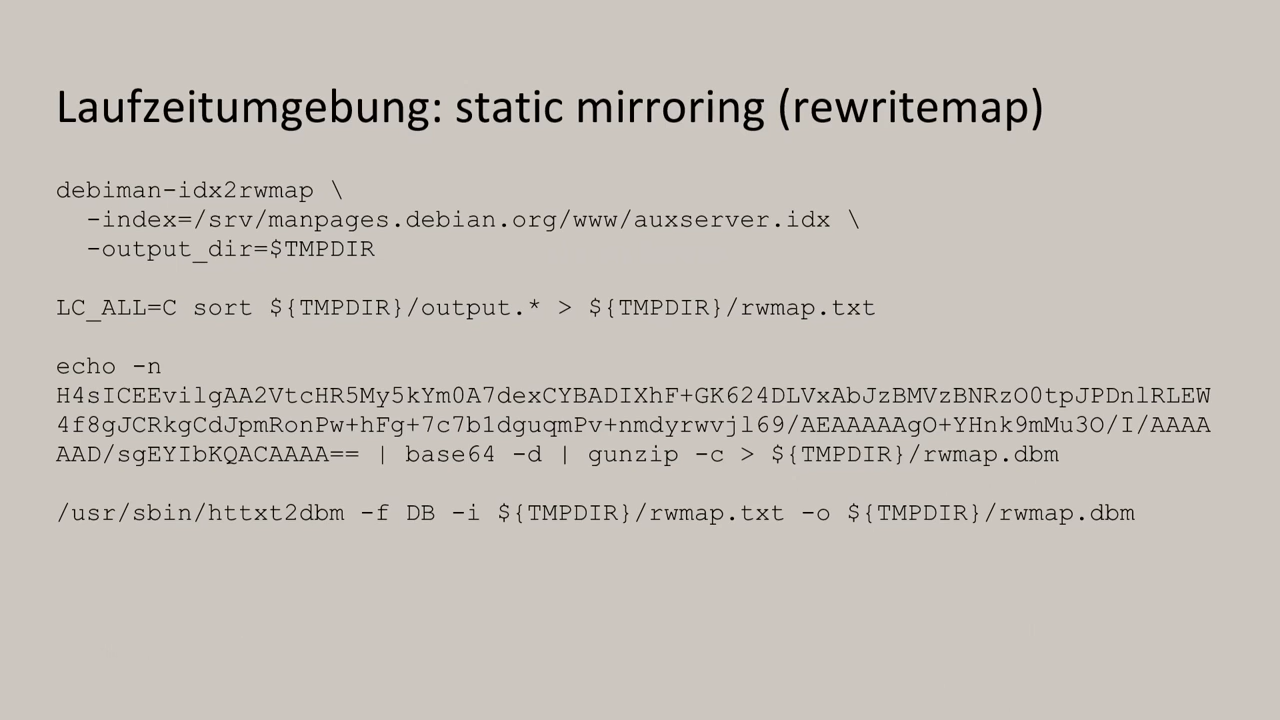 Laufzeitumgebung: static mirroring (rewritemap)
debiman-idx2rwmap \
-index=/srv/manpages.debian.org/www/auxserver.idx \
-output_dir=$TMPDIR
LC_ALL=C sort ${TMPDIR}/output.* > ${TMPDIR}/rwmap.txt
echo -n
H4sICEEvilgAA2VtcHR5My5kYm0A7dexCYBADIXhF+GK624DLVxAbJzBMVzBNRzO0tpJPDnlRLEW
4f8gJCRkgCdJpmRonPw+hFg+7c7b1dguqmPv+nmdyrwvjl69/AEAAAAAgO+YHnk9mMu3O/I/AAAA
AAD/sgEYIbKQACAAAA== | base64 -d | gunzip -c > ${TMPDIR}/rwmap.dbm
/usr/sbin/httxt2dbm -f DB -i ${TMPDIR}/rwmap.txt -o ${TMPDIR}/rwmap.dbm